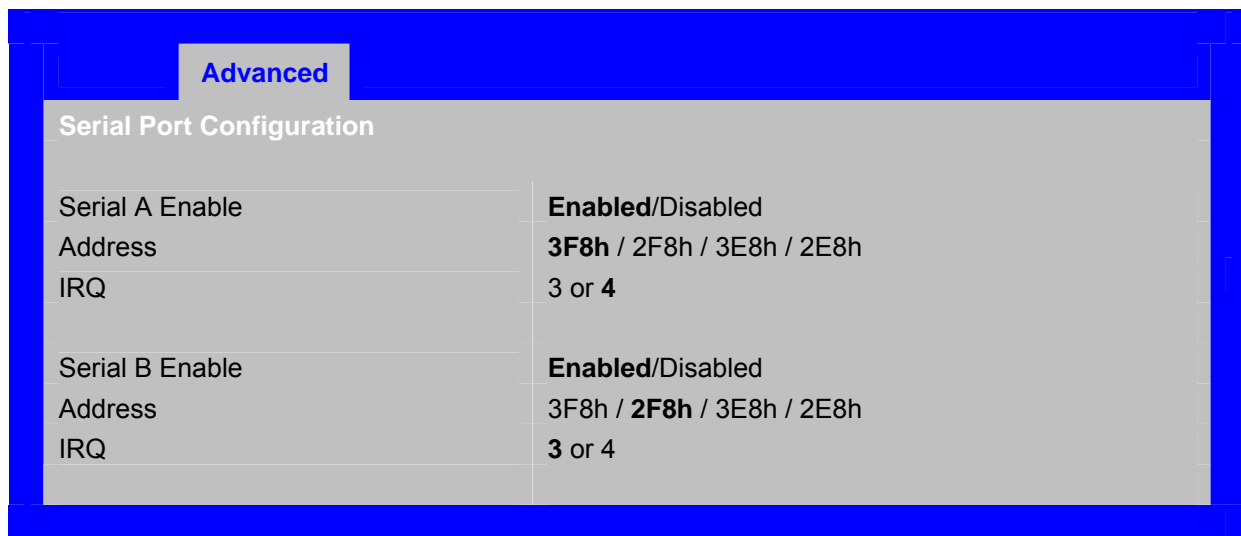 Advanced
Serial Port Configuration
Serial A Enable Enabled/Disabled
Address 3F8h / 2F8h / 3E8h / 2E8h
IRQ 3 or 4
Serial B Enable Enabled/Disabled
Address 3F8h / 2F8h / 3E8h / 2E8h
IRQ 3 or 4